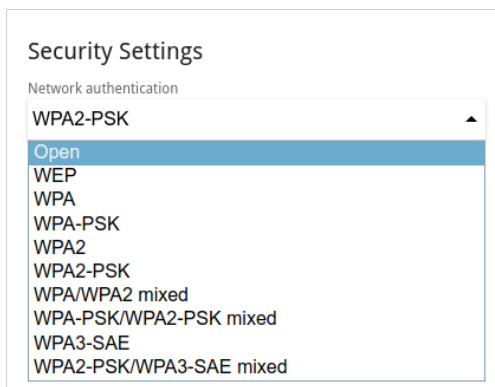 Security Settings
Network authentication
WPA2-PSK
Open
WEP
WPA
WPA-PSK
WPA2
WPA2-PSK
WPA/WPA2 mixed
WPA-PSK/WPA2-PSK mixed
WPA3-SAE
WPA2-PSK/WPA3-SAE mixed